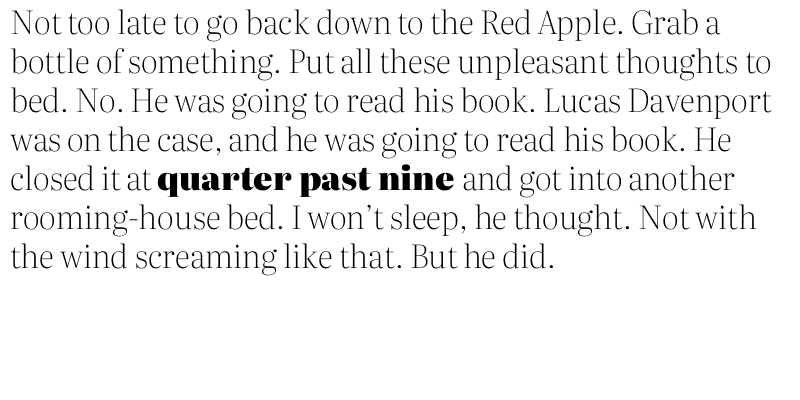 Not too late to go back down to the Red Apple. Grab a
bottle of something. Put all these unpleasant thoughts to
bed. No. He was going to read his book. Lucas Davenport
was on the case, and he was going to read his book. He
closed it at quarter past nine and got into another
rooming-house bed. I won’t sleep, he thought. Not with
the wind screaming like that. But he did.